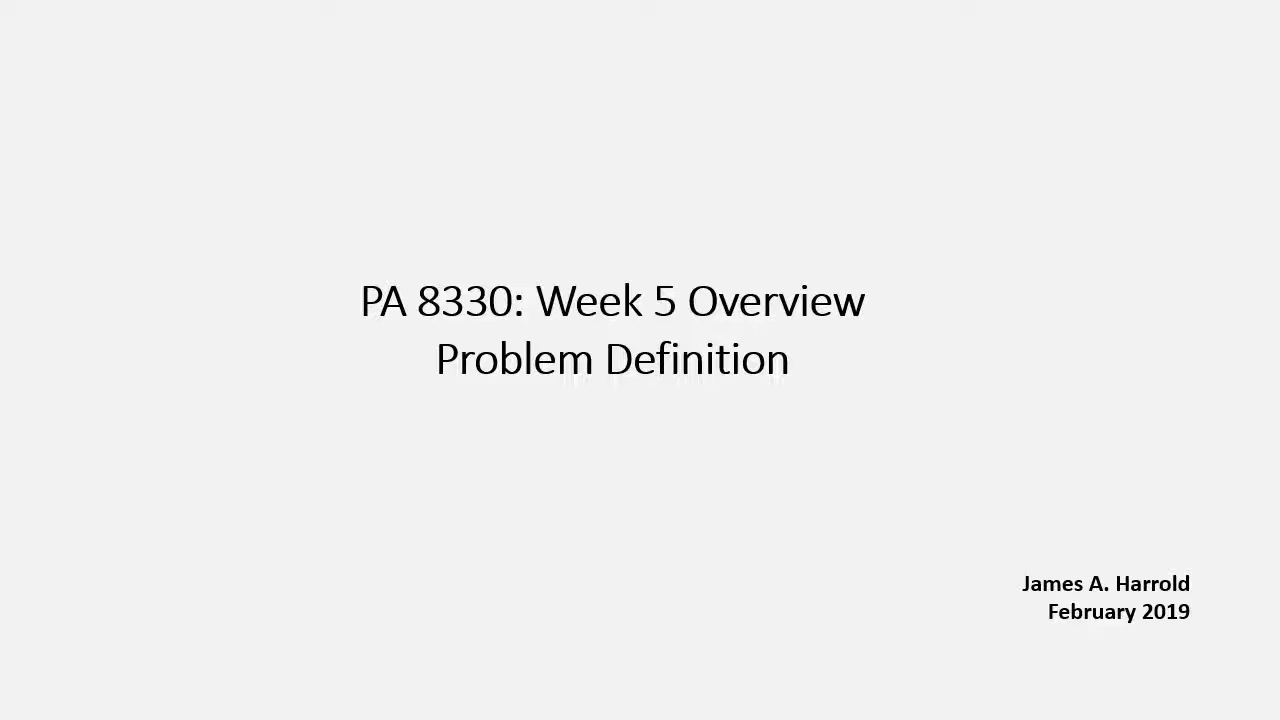 PA 8330: Week 5 Overview
Problem Definition
James A. Harrold
February 2019